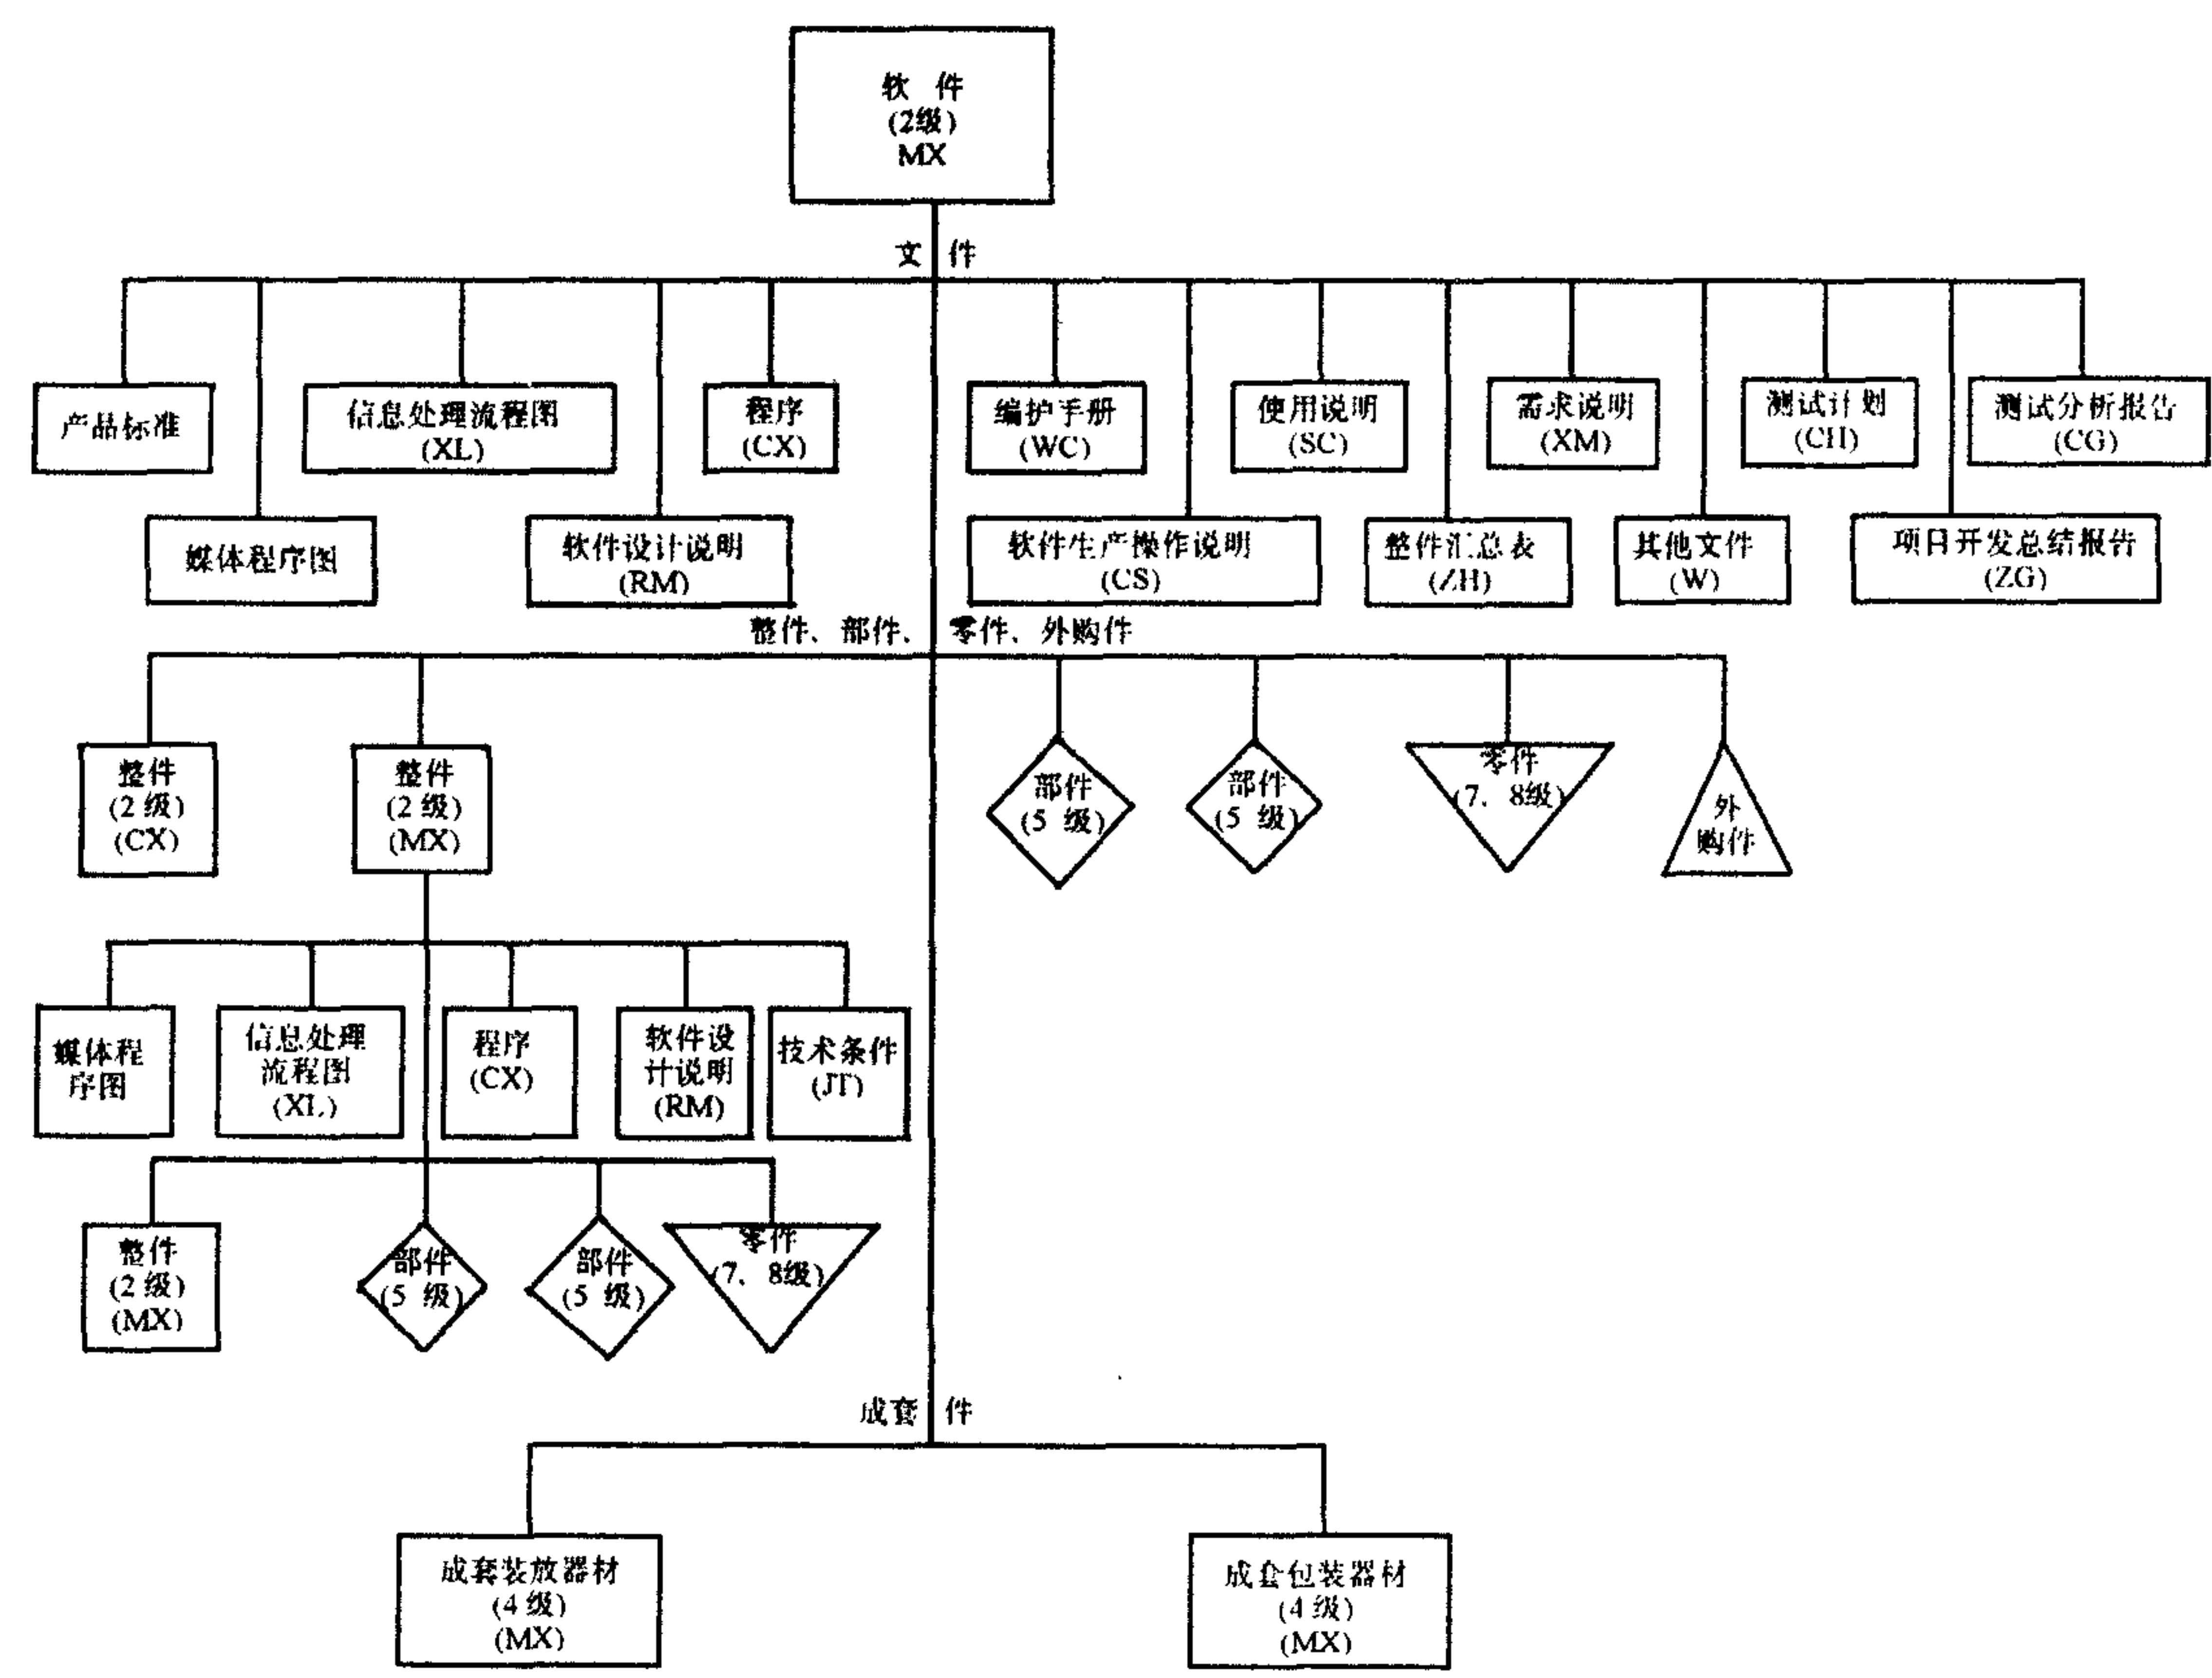 软 件
(2级)
MX
文 件
产品标准
信息处理流程图
(XL)
程序
(CX)
编护手册
(WC)
使用说明
(SC)
需求说明
(XM)
测试计划
(CH)
测试分析报告
(CG)
媒体程序图
软件设计说明
(RM)
软件生产操作说明
(CS)
整件汇总表
(ZH)
其他文件
(W)
项目开发总结报告
(ZG)
整件、部件、零件、外购件
整件
(2级)
(CX)
整件
(2级)
(MX)
部件
(5 级)
部件
(5 级)
零件
(7、8级)
外
购件
媒体程
序图
信息处理
流程图
(XL)
程序
(CX)
软件设
计说明
(RM)
技术条件
(JT)
整件
(2级)
(MX)
部件
(5 级)
部件
(5 级)
零件
(7、8级)
成套 件
成套装放器材
(4级)
(MX)
成套包装器材
(4级)
(MX)